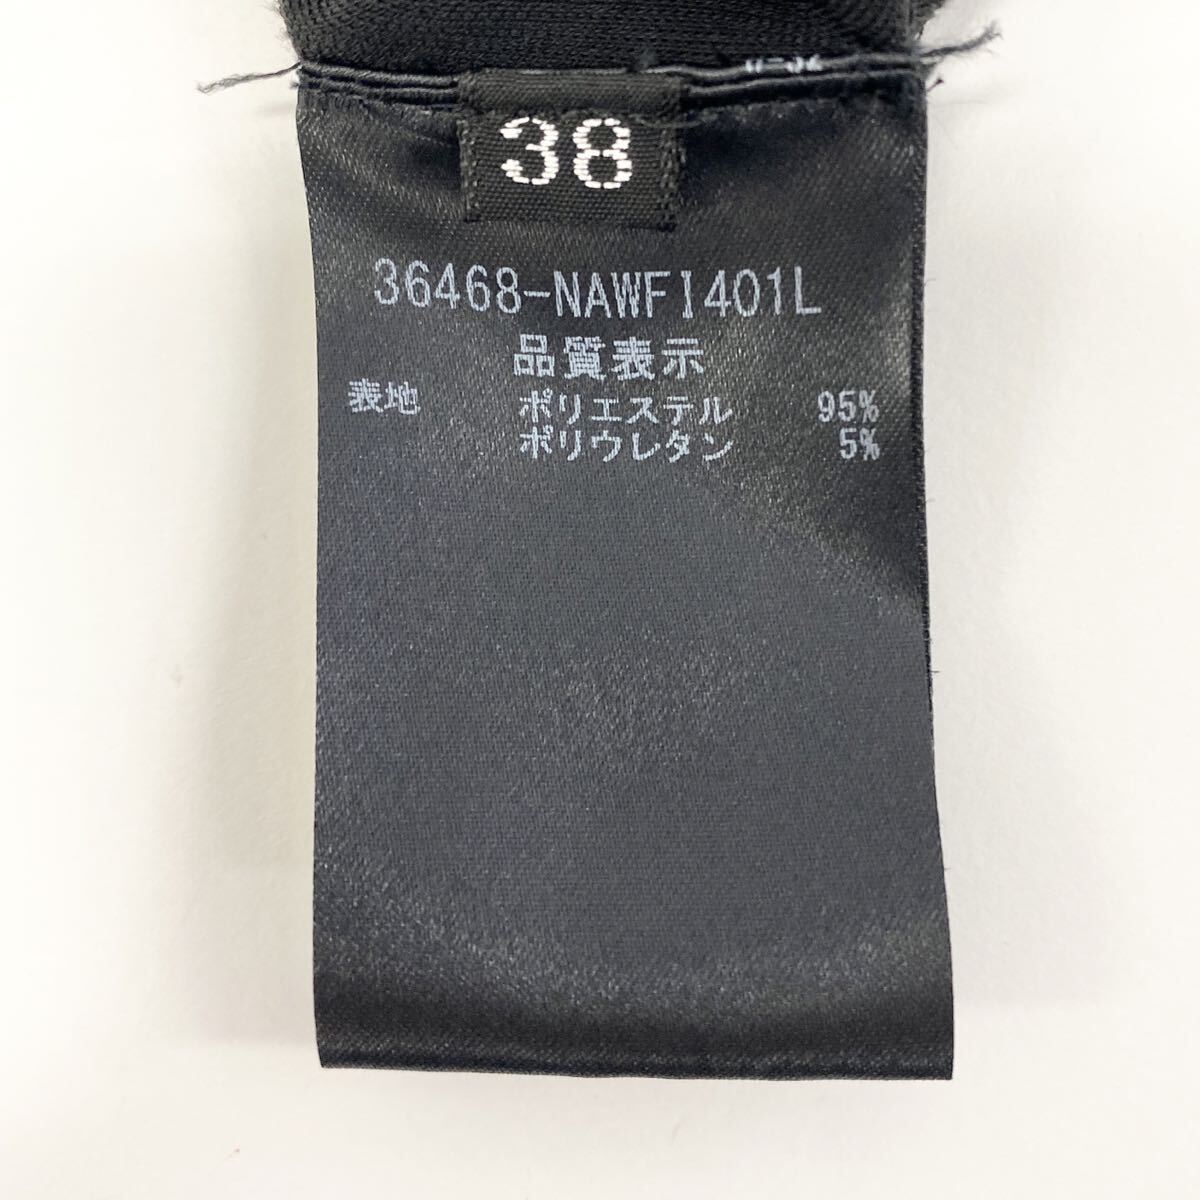 38
36468-NAWFI401L
品質表示
表地 ポリエステル 95%
ポリウレタン 5%